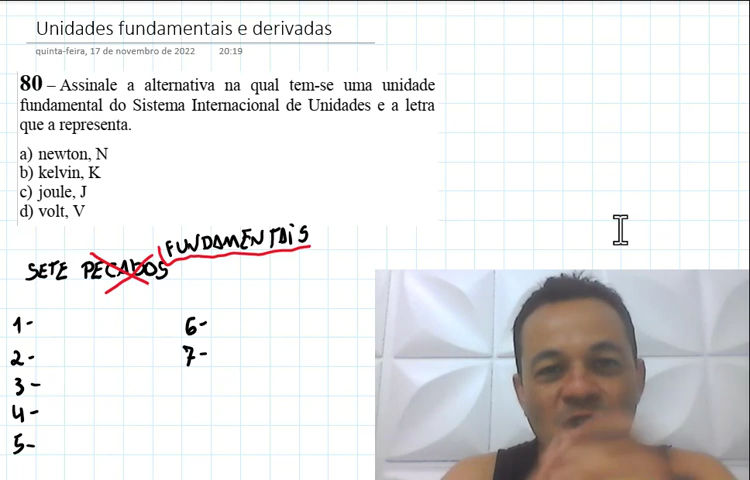 Unidades fundamentais e derivadas
quinta-feira, 17 de novembro de 2022 20:19
80 – Assinale a alternativa na qual tem-se uma unidade
fundamental do Sistema Internacional de Unidades e a letra
que a representa.
a) newton, N
b) kelvin, K
c) joule, J
d) volt, V
FUNDAMENTAIS
SETE PECADOS
1-
2-
3-
4-
5-
6-
7-